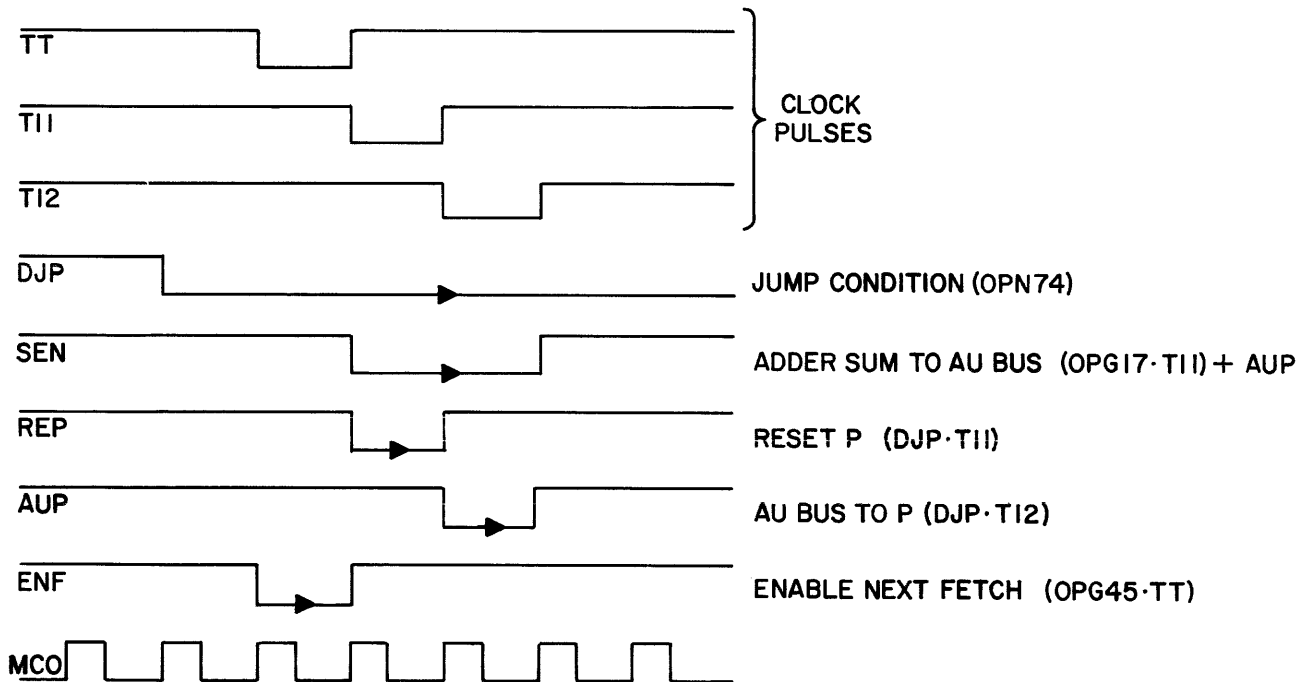 TT
T11
CLOCK
PULSES
T12
DJP
JUMP CONDITION (OPN74)
SEN
ADDER SUM TO AU BUS (OPG17·T11) + AUP
REP
RESET P (DJP·T11)
AUP
AU BUS TO P (DJP·T12)
ENF
ENABLE NEXT FETCH (OPG45·TT)
MCO